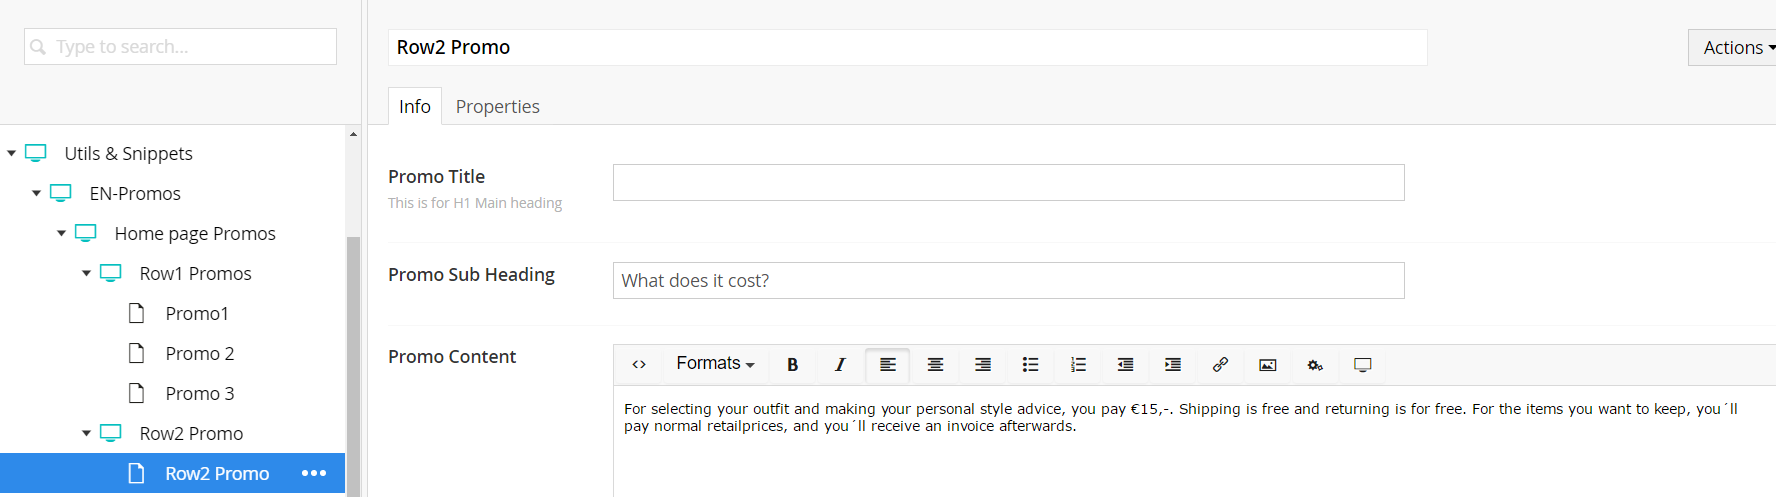 Type to search...
Utils & Snippets
EN-Promos
Home page Promos
Row1 Promos
Promo1
Promo 2
Promo 3
Row2 Promo
Row2 Promo
Row2 Promo
Actions
Info Properties
Promo Title
This is for H1 Main heading
Promo Sub Heading What does it cost?
Promo Content
<> Formats B I
For selecting your outfit and making your personal style advice, you pay €15,-. Shipping is free and returning is for free. For the items you want to keep, you´ll
pay normal retailprices, and you´ll receive an invoice afterwards.